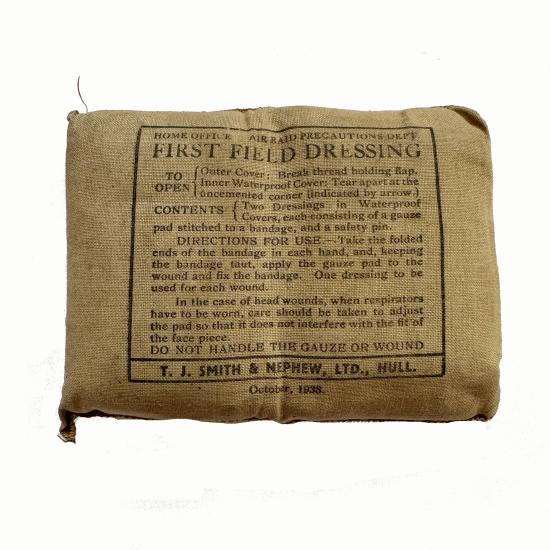 HOME OFFICE AIR RAID PRECAUTIONS DEPT
FIRST FIELD DRESSING
TO OPEN { Outer Cover: Break thread holding flap.
Inner Waterproof Cover: Tear apart at the
uncemented corner (indicated by arrow.)
CONTENTS { Two Dressings in Waterproof
Covers, each consisting of a gauze
pad stitched to a bandage, and a safety pin.
DIRECTIONS FOR USE.—Take the folded
ends of the bandage in each hand, and, keeping
the bandage taut, apply the gauze pad to the
wound and fix the bandage. One dressing to be
used for each wound.
In the case of head wounds, when respirators
have to be worn, care should be taken to adjust
the pad so that it does not interfere with the fit of
the face piece.
DO NOT HANDLE THE GAUZE OR WOUND
T. J. SMITH & NEPHEW, LTD., HULL.
October, 1938.